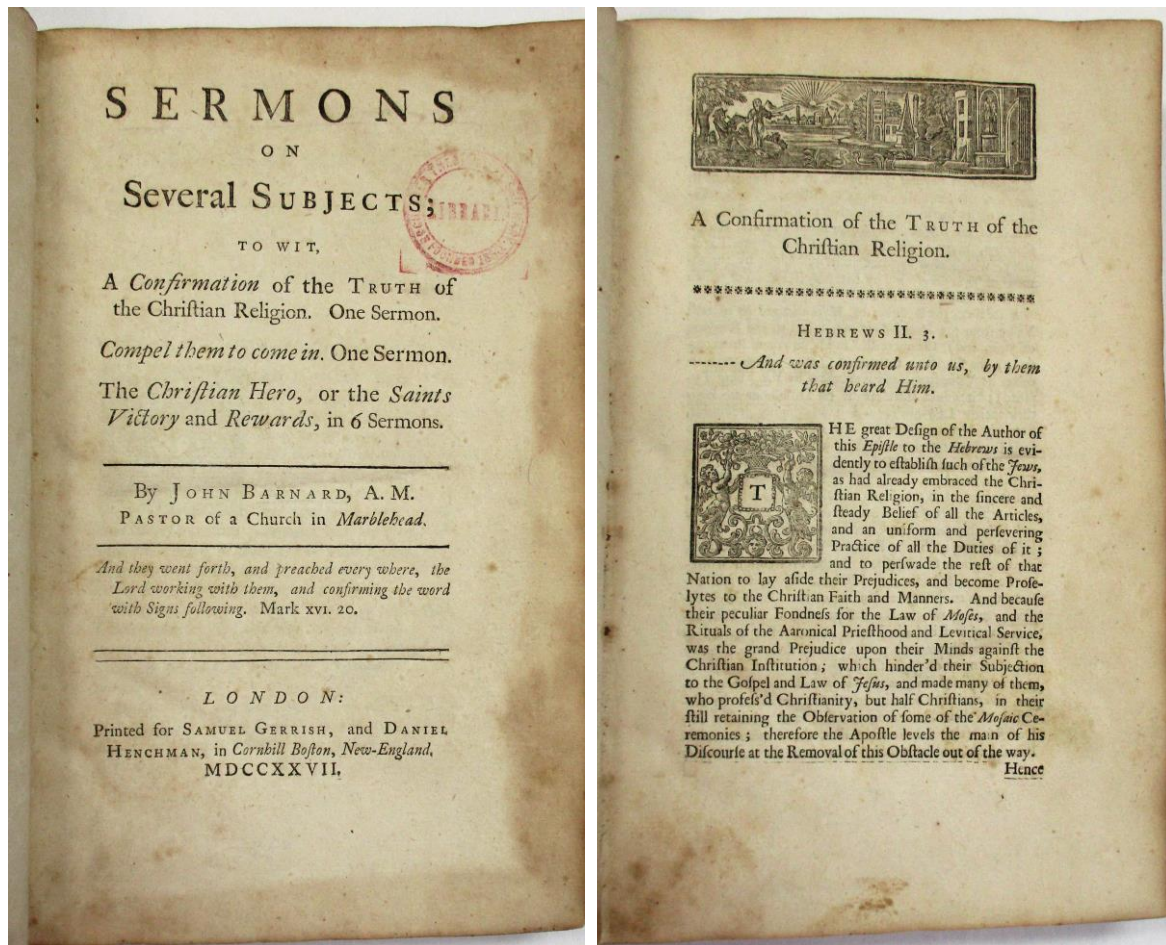 SERMONS
ON
Several SUBJECTS;
TO WIT,
A Confirmation of the TRUTH of
the Chriſtian Religion. One Sermon.
Compel them to come in. One Sermon.
The Chriſtian Hero, or the Saints
Victory and Rewards, in 6 Sermons.
By JOHN BARNARD, A. M.
PASTOR of a Church in Marblehead.
And they went forth, and preached every where, the
Lord working with them, and confirming the word
with Signs following. Mark XVI. 20.
LONDON:
Printed for SAMUEL GERRISH, and DANIEL
HENCHMAN, in Cornhill Boſton, New-England,
MDCCXXVII.
LIBRARY
A Confirmation of the TRUTH of the
Chriſtian Religion.
HEBREWS II. 3.
-------- And was confirmed unto us, by them
that heard Him.
THE great Deſign of the Author of
this Epiſtle to the Hebrews is evi-
dently to eſtabliſh ſuch of the Jews,
as had already embraced the Chri-
ſtian Religion, in the ſincere and
ſteady Belief of all the Articles,
and an uniform and perſevering
Practice of all the Duties of it ;
and to perſwade the reſt of that
Nation to lay aſide their Prejudices, and become Proſe-
lytes to the Chriſtian Faith and Manners. And becauſe
their peculiar Fondneſs for the Law of Moſes, and the
Rituals of the Aaronical Prieſthood and Levitical Service,
was the grand Prejudice upon their Minds againſt the
Chriſtian Inſtitution ; which hinder'd their Subjection
to the Goſpel and Law of Jeſus, and made many of them,
who profeſs'd Chriſtianity, but half Chriſtians, in their
ſtill retaining the Obſervation of ſome of the Moſaic Ce-
remonies ; therefore the Apoſtle levels the main of his
Diſcourſe at the Removal of this Obſtacle out of the way.
Hence